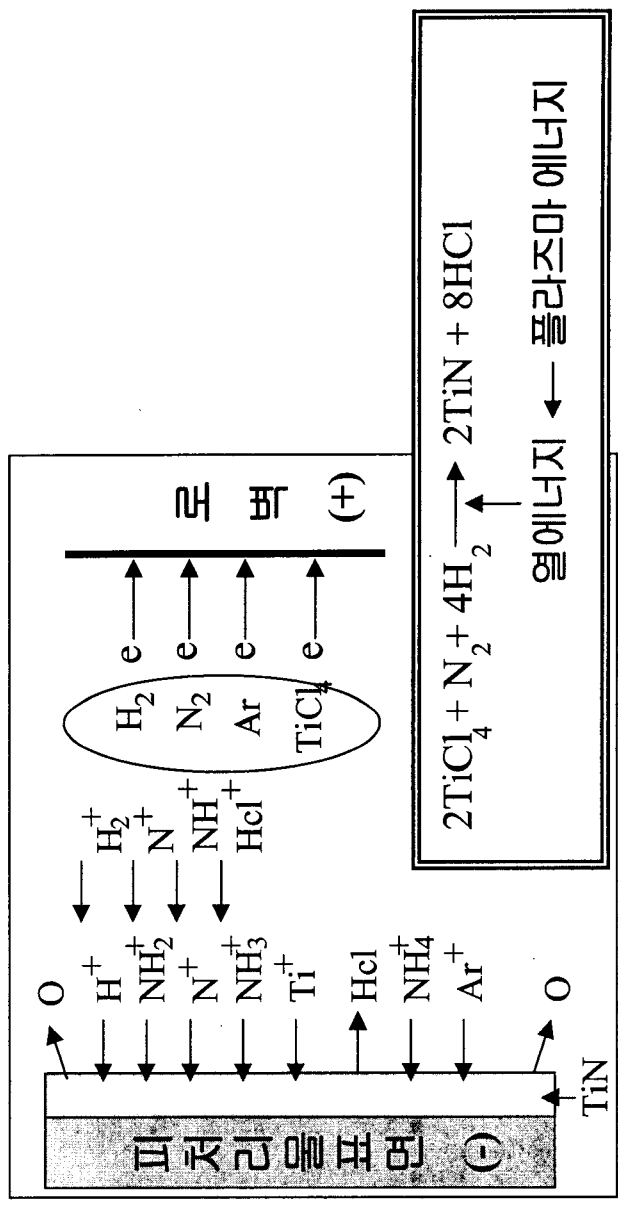 피처리물표면 (-)
O
H⁺
NH₂⁺
N⁺
NH₃⁺
Ti⁺
Hcl
NH₄⁺
Ar⁺
O
TiN
H₂⁺
N⁺
NH⁺
Hcl⁺
H₂ e
N₂ e
Ar e
TiCl₄ e
로 벽 (+)
2TiCl₄ + N₂ + 4H₂ → 2TiN + 8HCl
열에너지 ← 플라즈마 에너지